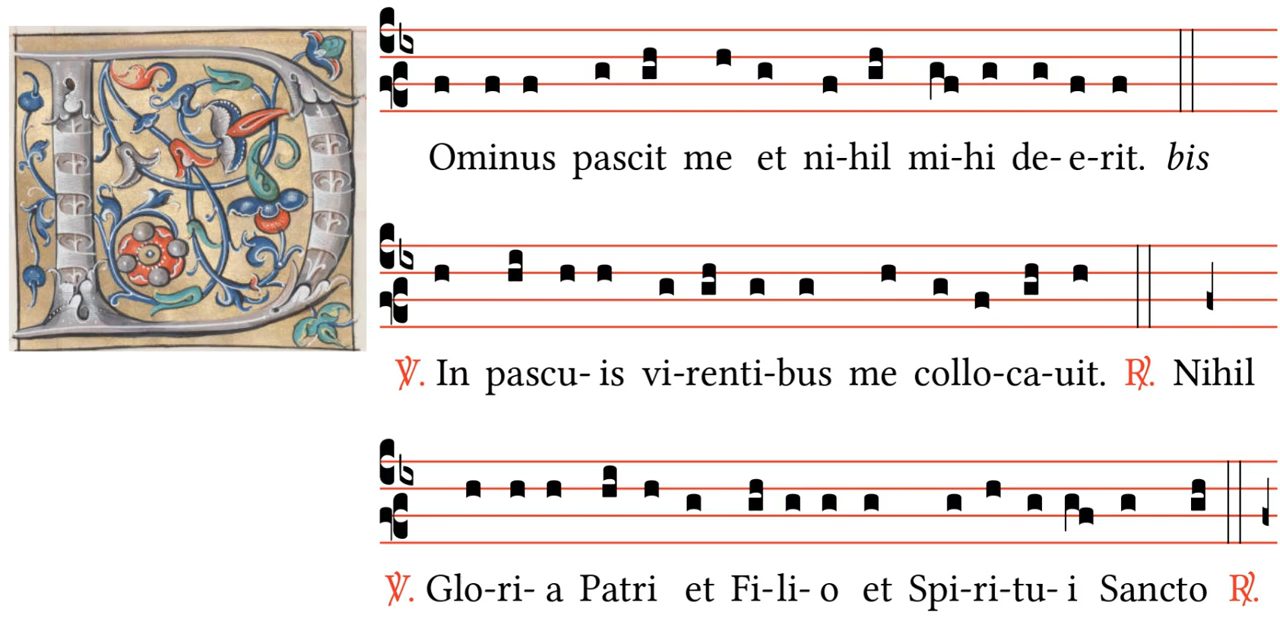 DOminus pascit me et ni-hil mi-hi de-e-rit. bis
℣. In pascu-is vi-renti-bus me collo-ca-uit. ℟. Nihil
℣. Glo-ri-a Patri et Fi-li-o et Spi-ri-tu-i Sancto ℟.